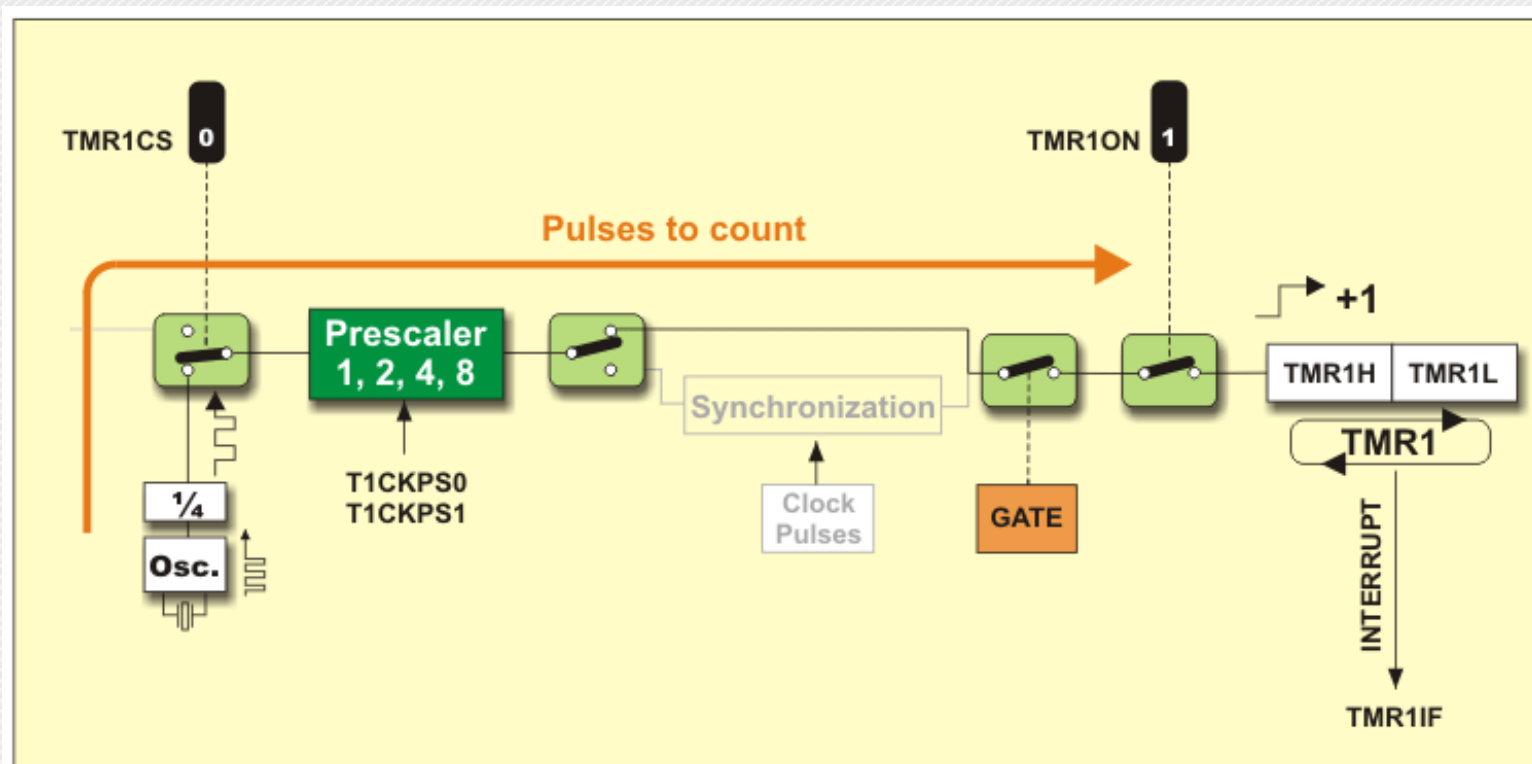 TMR1CS 0
TMR1ON 1
Pulses to count
Prescaler
1, 2, 4, 8
+1
TMR1H TMR1L
Synchronization
TMR1
T1CKPS0
T1CKPS1
¼
Osc.
Clock
Pulses
GATE
INTERRUPT
TMR1IF